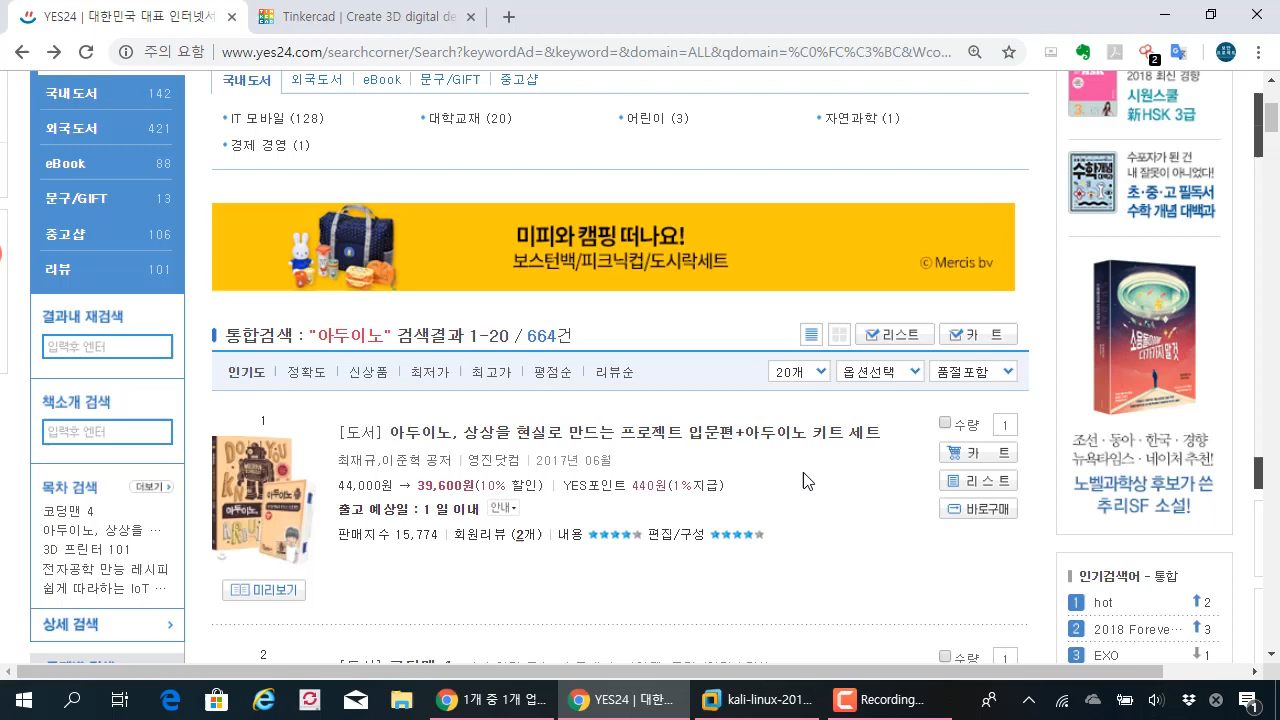 YES24 | 대한민국 대표 인터넷서
Tinkercad | Create 3D digital de
주의 요함
www.yes24.com/searchcorner/Search?keywordAd=&keyword=&domain=ALL&qdomain=%C0%FC%C3%BC&Wco...
2
국내도서 142
외국도서 421
eBook 88
문구/GIFT 13
중고샵 106
리뷰 101
결과내 재검색
입력후 엔터
책소개 검색
입력후 엔터
목차 검색 더보기
코딩맨 4
아두이노, 상상을 ...
3D 프린터 101
전자공학 만능 레시피
쉽게 따라하는 IoT ...
상세 검색
국내도서 외국도서 eBook 문구/GIFT 중고샵
IT 모바일 (128) 대학교재 (20) 어린이 (3) 자연과학 (1)
경제 경영 (1)
미피와 캠핑 떠나요!
보스턴백/피크닉컵/도시락세트
© Mercis bv
통합검색 : "아두이노" 검색결과 1-20 / 664건
리스트 카 트
인기도 정확도 신상품 최저가 최고가 평점순 리뷰순
20개 옵션선택 품절포함
1
[도서] 아두이노, 상상을 현실로 만드는 프로젝트 입문편+아두이노 키트 세트
최재규,이준혁 공저 | 영진닷컴 | 2017년 06월
44,000원 → 39,600원(10% 할인) | YES포인트 440원(1%지급)
출고 예상일 : 1 일 이내 안내
판매지수 15,774 | 회원리뷰 (2개) | 내용 ★★★★★ 편집/구성 ★★★★★
미리보기
수량 1
카 트
리 스 트
바로구매
2
수량 1
2018 최신 경향
시원스쿨
新HSK 3급
수포자가 된 건
내 잘못이 아니었다!
초·중·고 필독서
수학 개념 대백과
조선·동아·한국·경향
뉴욕타임스·네이처 추천!
노벨과학상 후보가 쓴
추리SF 소설!
인기검색어 - 통합
1 hot 2
2 2018 Foreve... 3
3 EXO 1
1개 중 1개 업...
YES24 | 대한...
kali-linux-201...
Recording...
1